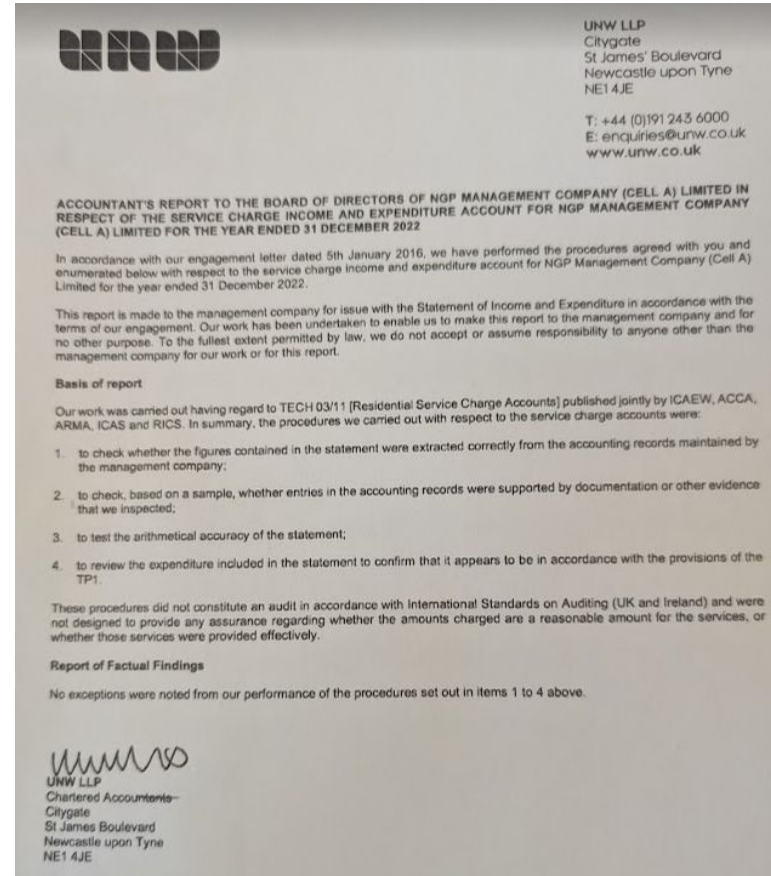 UNW
UNW LLP
Citygate
St James' Boulevard
Newcastle upon Tyne
NE1 4JE
T: +44 (0)191 243 6000
E: enquiries@unw.co.uk
www.unw.co.uk
ACCOUNTANT'S REPORT TO THE BOARD OF DIRECTORS OF NGP MANAGEMENT COMPANY (CELL A) LIMITED IN
RESPECT OF THE SERVICE CHARGE INCOME AND EXPENDITURE ACCOUNT FOR NGP MANAGEMENT COMPANY
(CELL A) LIMITED FOR THE YEAR ENDED 31 DECEMBER 2022
In accordance with our engagement letter dated 5th January 2016, we have performed the procedures agreed with you and
enumerated below with respect to the service charge income and expenditure account for NGP Management Company (Cell A)
Limited for the year ended 31 December 2022.
This report is made to the management company for issue with the Statement of Income and Expenditure in accordance with the
terms of our engagement. Our work has been undertaken to enable us to make this report to the management company and for
no other purpose. To the fullest extent permitted by law, we do not accept or assume responsibility to anyone other than the
management company for our work or for this report.
Basis of report
Our work was carried out having regard to TECH 03/11 [Residential Service Charge Accounts] published jointly by ICAEW, ACCA,
ARMA, ICAS and RICS. In summary, the procedures we carried out with respect to the service charge accounts were:
1. to check whether the figures contained in the statement were extracted correctly from the accounting records maintained by
the management company;
2. to check, based on a sample, whether entries in the accounting records were supported by documentation or other evidence
that we inspected;
3. to test the arithmetical accuracy of the statement;
4. to review the expenditure included in the statement to confirm that it appears to be in accordance with the provisions of the
TP1.
These procedures did not constitute an audit in accordance with International Standards on Auditing (UK and Ireland) and were
not designed to provide any assurance regarding whether the amounts charged are a reasonable amount for the services, or
whether those services were provided effectively.
Report of Factual Findings
No exceptions were noted from our performance of the procedures set out in items 1 to 4 above.
UNW LLP
Chartered Accountants
Citygate
St James Boulevard
Newcastle upon Tyne
NE1 4JE